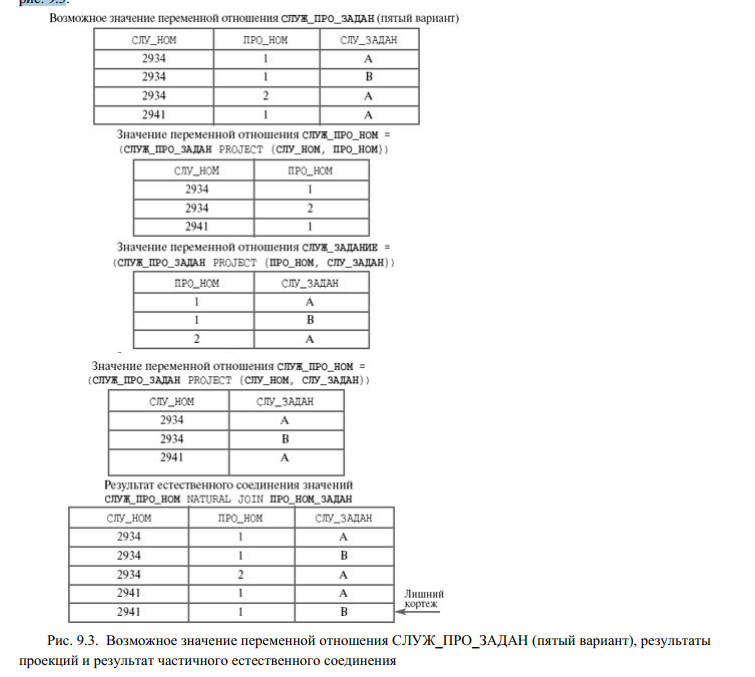 рис. 9.3.
Возможное значение переменной отношения СЛУЖ_ПРО_ЗАДАН (пятый вариант)
СЛУ_НОМ ПРО_НОМ СЛУ_ЗАДАН
2934 1 А
2934 1 В
2934 2 А
2941 1 А
Значение переменной отношения СЛУЖ_ПРО_НОМ =
(СЛУЖ_ПРО_ЗАДАН PROJECT {СЛУ_НОМ, ПРО_НОМ})
СЛУ_НОМ ПРО_НОМ
2934 1
2934 2
2941 1
Значение переменной отношения СЛУЖ_ЗАДАНИЕ =
(СЛУЖ_ПРО_ЗАДАН PROJECT {ПРО_НОМ, СЛУ_ЗАДАН})
ПРО_НОМ СЛУ_ЗАДАН
1 А
1 В
2 А
Значение переменной отношения СЛУЖ_ПРО_НОМ =
(СЛУЖ_ПРО_ЗАДАН PROJECT {СЛУ_НОМ, СЛУ_ЗАДАН})
СЛУ_НОМ СЛУ_ЗАДАН
2934 А
2934 В
2941 А
Результат естественного соединения значений
СЛУЖ_ПРО_НОМ NATURAL JOIN ПРО_НОМ_ЗАДАН
СЛУ_НОМ ПРО_НОМ СЛУ_ЗАДАН
2934 1 А
2934 1 В
2934 2 А
2941 1 А
2941 1 В
Лишний
кортеж
Рис. 9.3. Возможное значение переменной отношения СЛУЖ_ПРО_ЗАДАН (пятый вариант), результаты
проекций и результат частичного естественного соединения